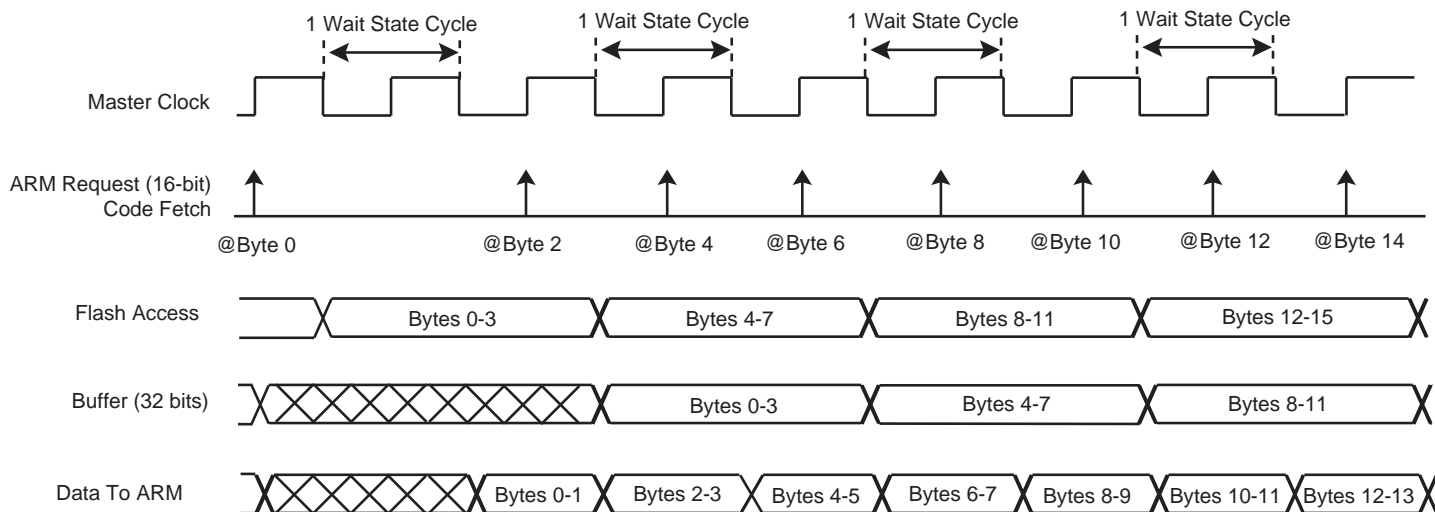 1 Wait State Cycle 1 Wait State Cycle 1 Wait State Cycle 1 Wait State Cycle
Master Clock
ARM Request (16-bit)
Code Fetch
@Byte 0 @Byte 2 @Byte 4 @Byte 6 @Byte 8 @Byte 10 @Byte 12 @Byte 14
Flash Access Bytes 0-3 Bytes 4-7 Bytes 8-11 Bytes 12-15
Buffer (32 bits) Bytes 0-3 Bytes 4-7 Bytes 8-11
Data To ARM Bytes 0-1 Bytes 2-3 Bytes 4-5 Bytes 6-7 Bytes 8-9 Bytes 10-11 Bytes 12-13